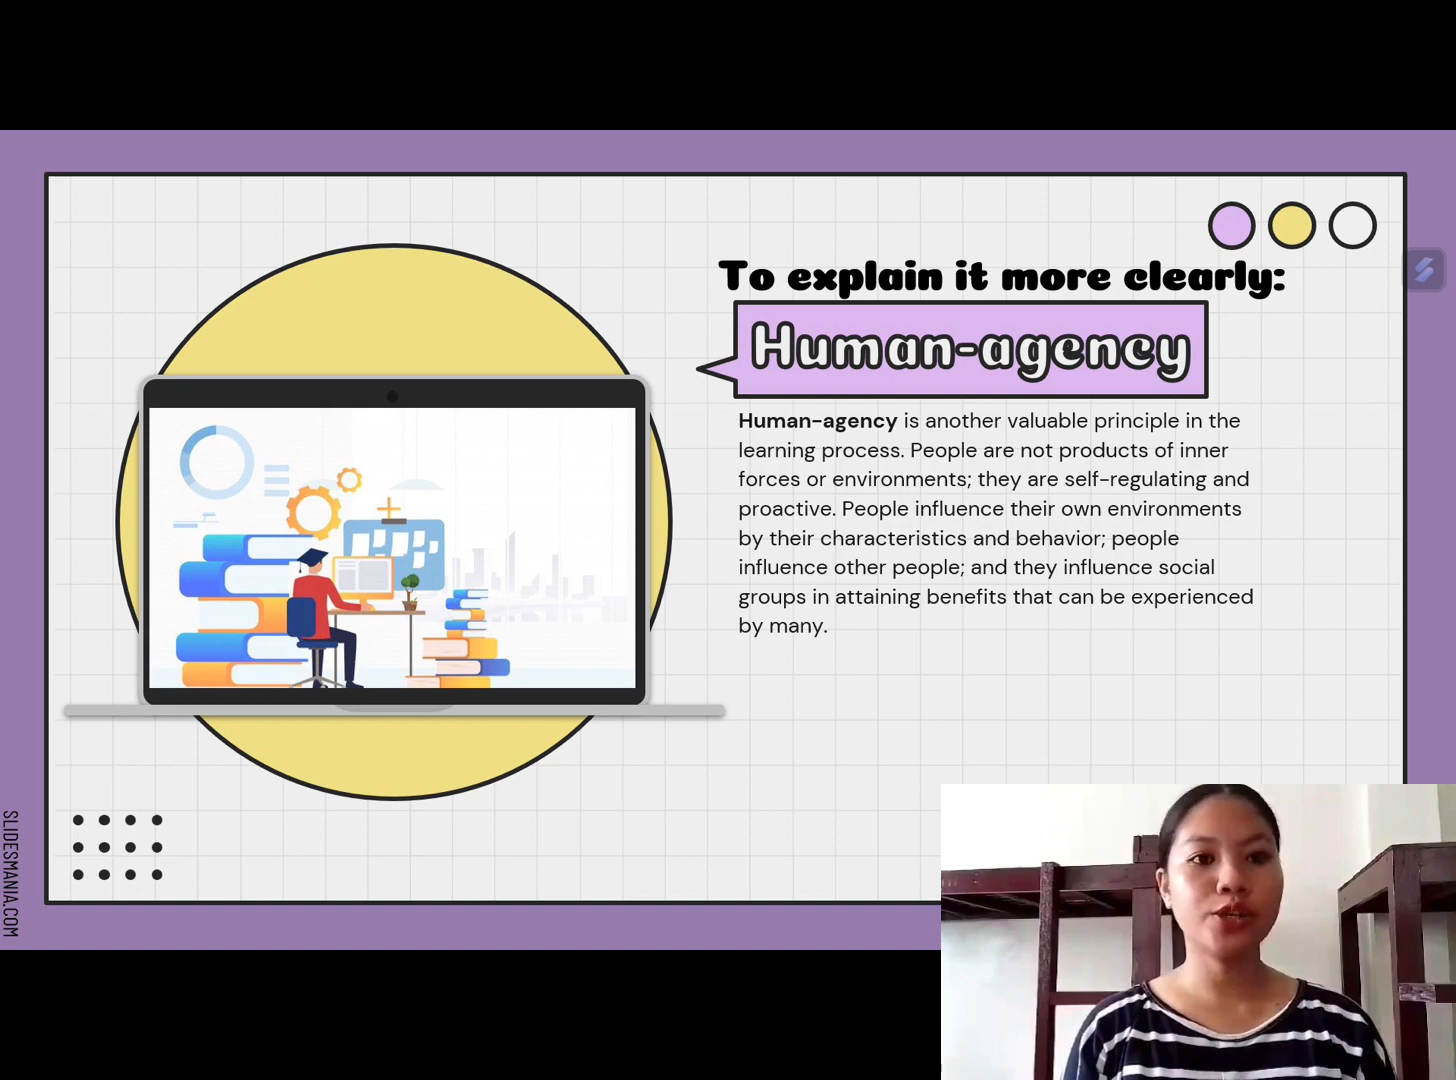 To explain it more clearly:
Human-agency
Human-agency is another valuable principle in the
learning process. People are not products of inner
forces or environments; they are self-regulating and
proactive. People influence their own environments
by their characteristics and behavior; people
influence other people; and they influence social
groups in attaining benefits that can be experienced
by many.
SLIDESMANIA.COM